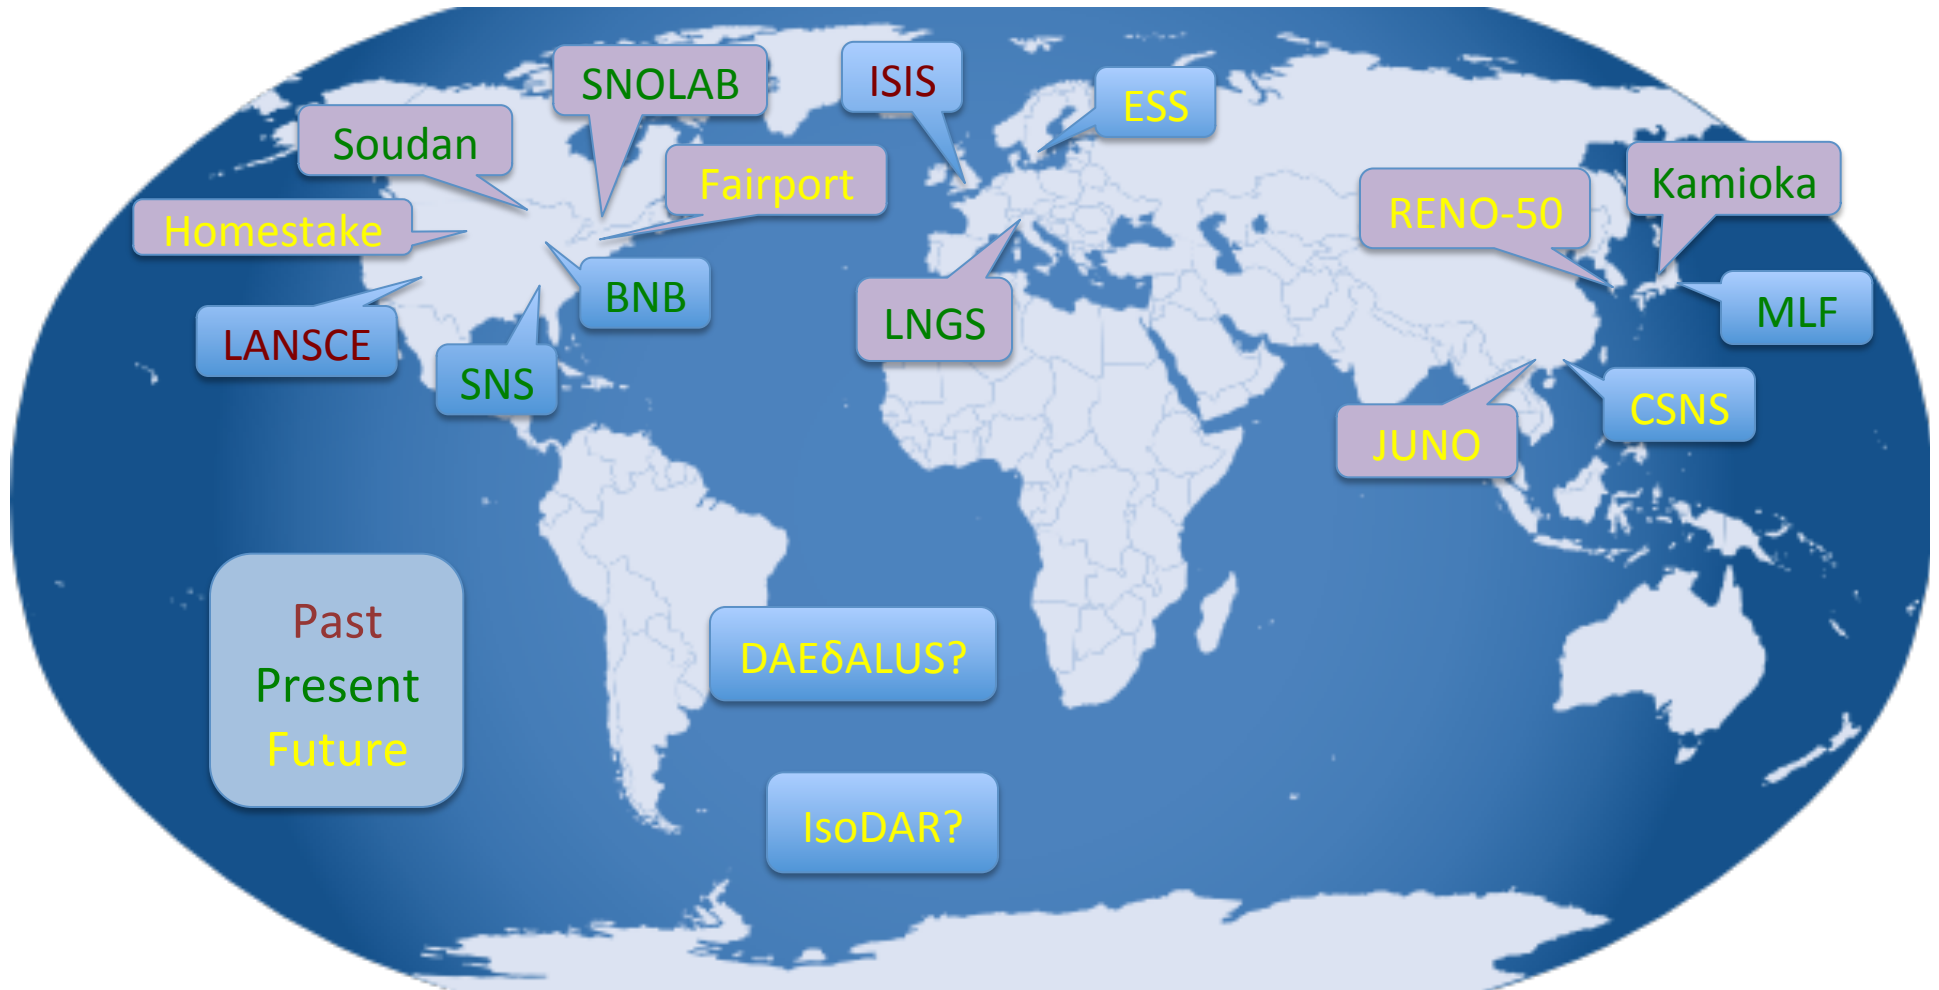 SNOLAB
ISIS
ESS
Soudan
Fairport
Kamioka
Homestake
RENO-50
BNB
LNGS
MLF
LANSCE
SNS
CSNS
JUNO
Past
Present
Future
DAEδALUS?
IsoDAR?